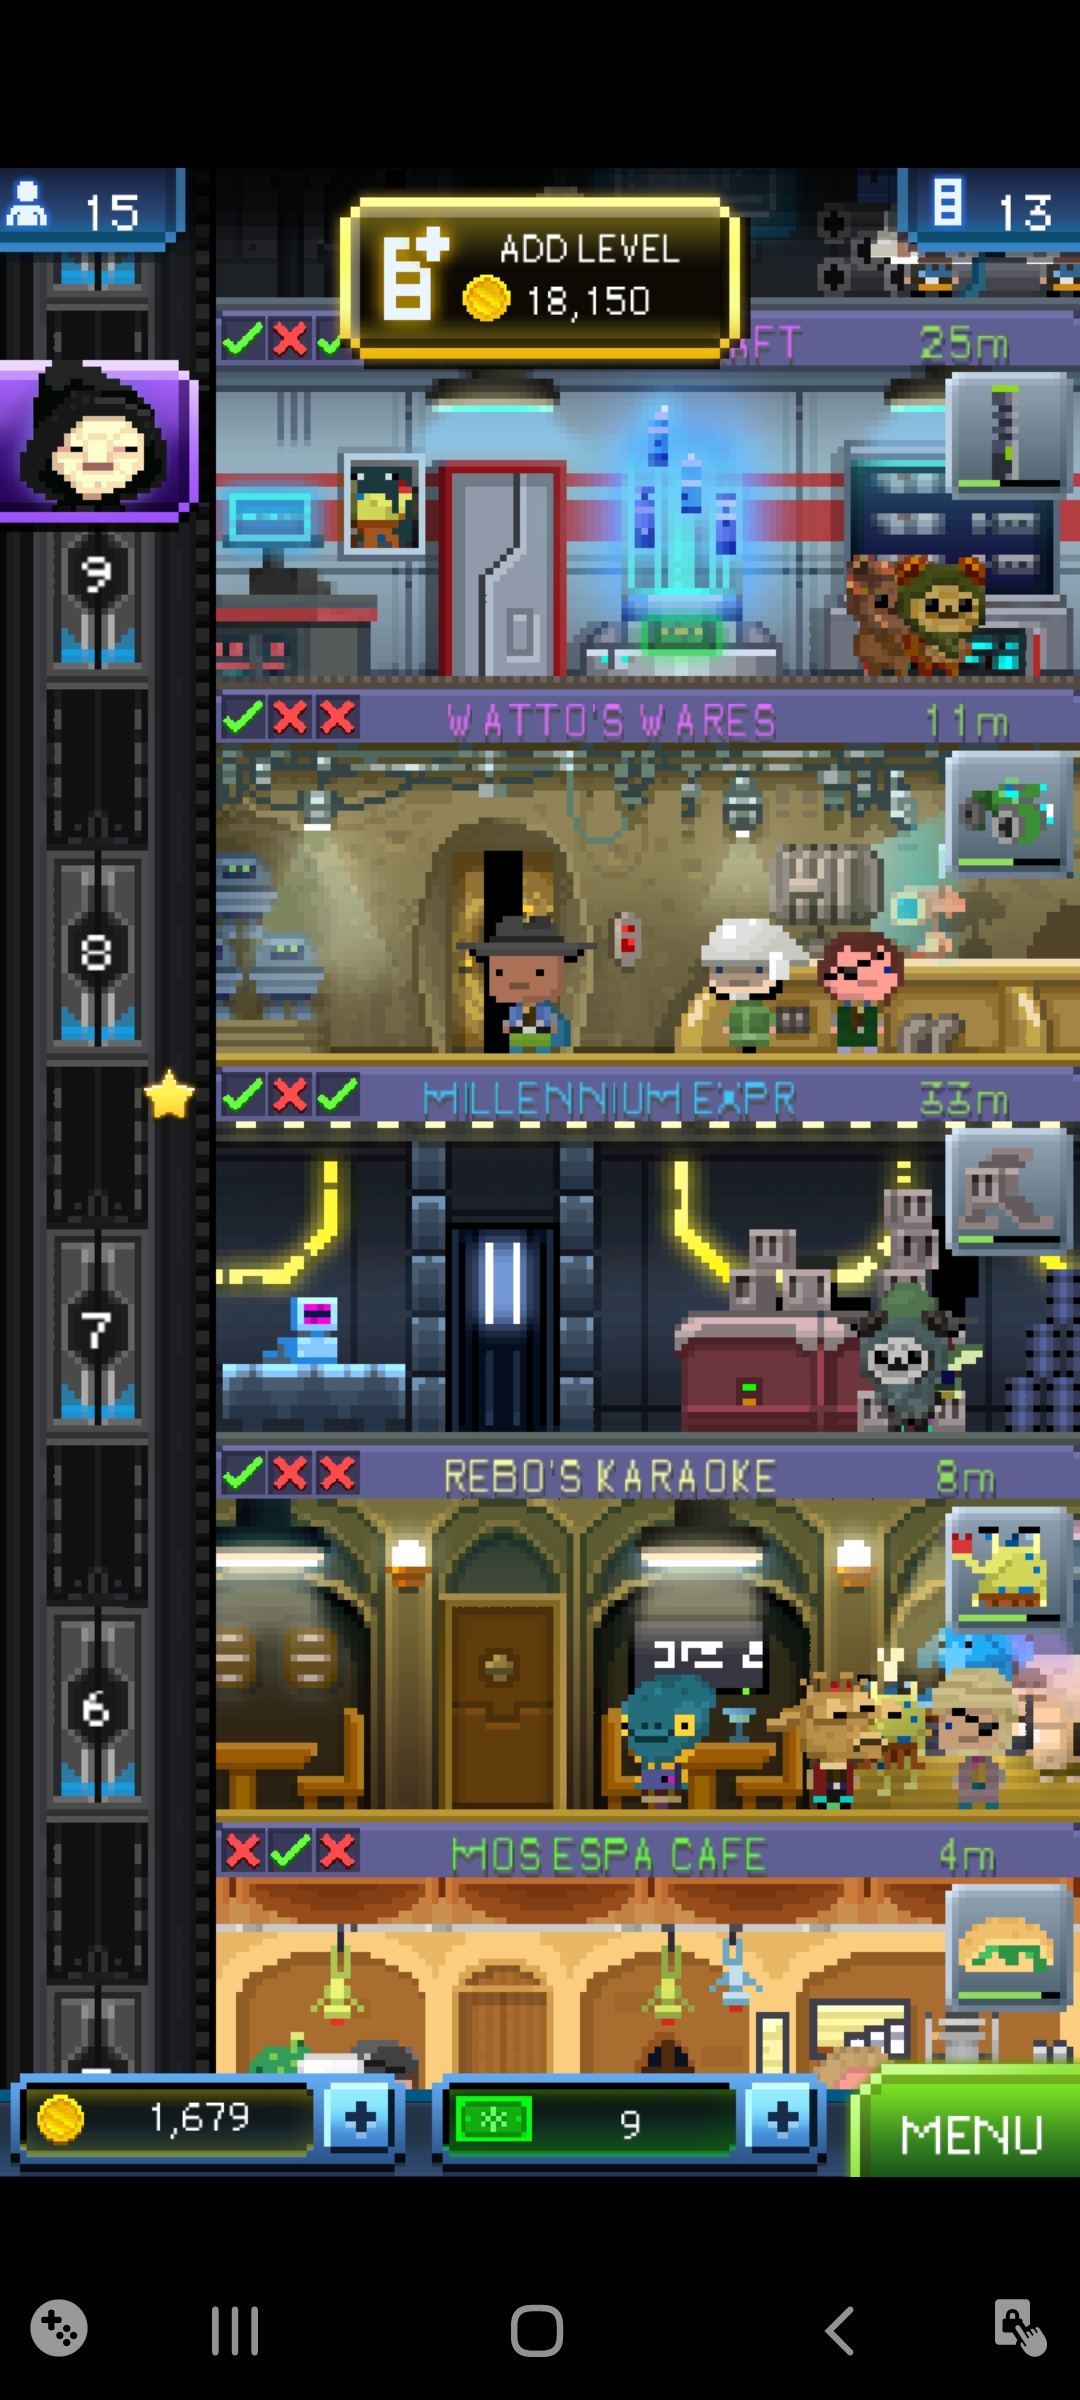 15
ADD LEVEL
18,150
13
25m
9
WATTO'S WARES
11m
8
MILLENNIUM EXPR
33m
7
REBO'S KARAOKE
8m
6
MOS ESPA CAFE
4m
1,679
9
MENU